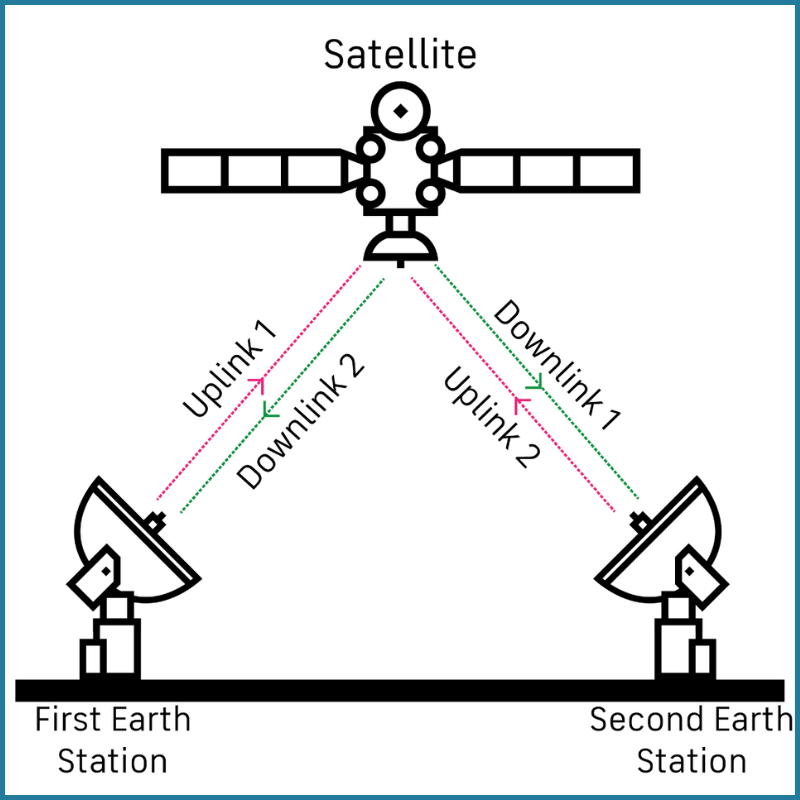 Satellite
Uplink 1
Downlink 2
Uplink 2
Downlink 1
First Earth
Station
Second Earth
Station